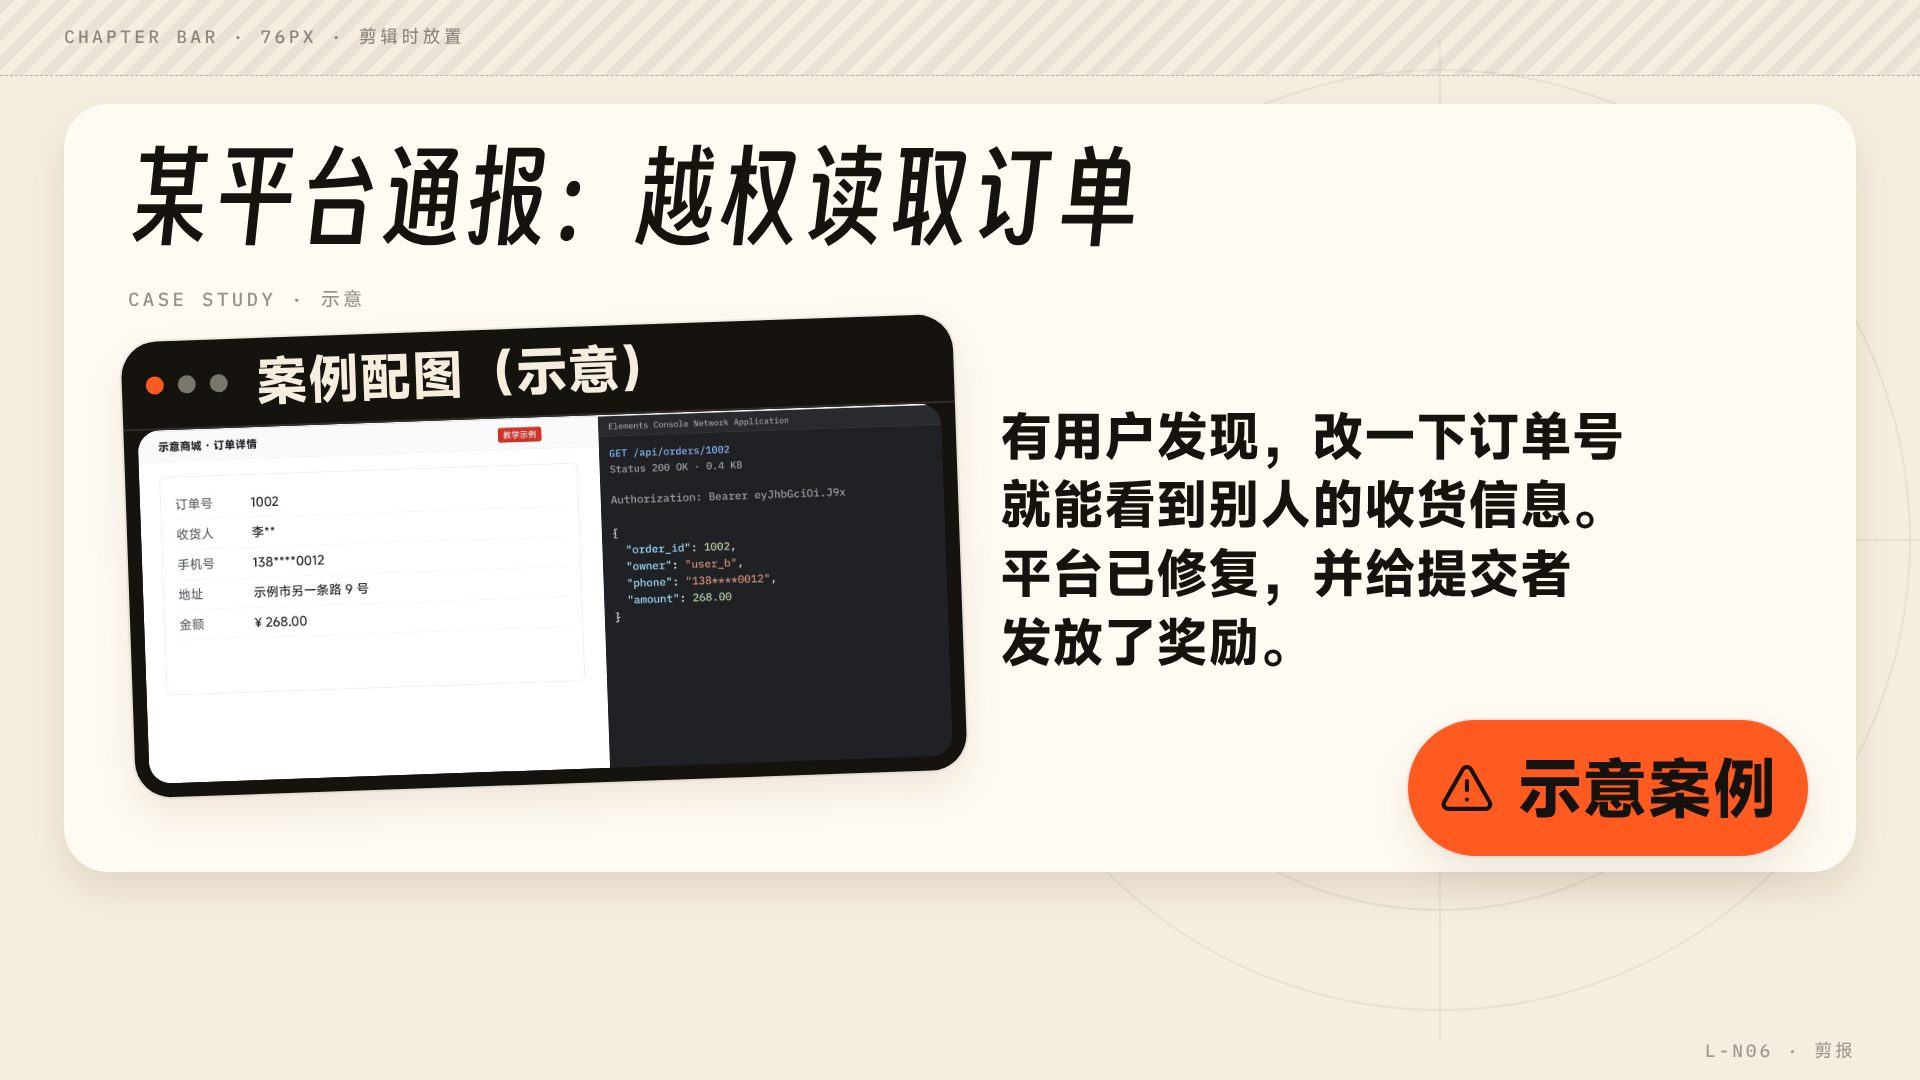 CHAPTER BAR · 76PX · 剪辑时放置
某平台通报：越权读取订单
CASE STUDY · 示意
案例配图（示意）
示意商城 · 订单详情
教学示例
订单号 1002
收货人 李**
手机号 138****0012
地址 示例市另一条路 9 号
金额 ¥ 268.00
Elements Console Network Application
GET /api/orders/1002
Status 200 OK · 0.4 KB
Authorization: Bearer eyJhbGciOi.J9x
{
"order_id": 1002,
"owner": "user_b",
"phone": "138****0012",
"amount": 268.00
}
有用户发现，改一下订单号
就能看到别人的收货信息。
平台已修复，并给提交者
发放了奖励。
示意案例
L-N06 · 剪报